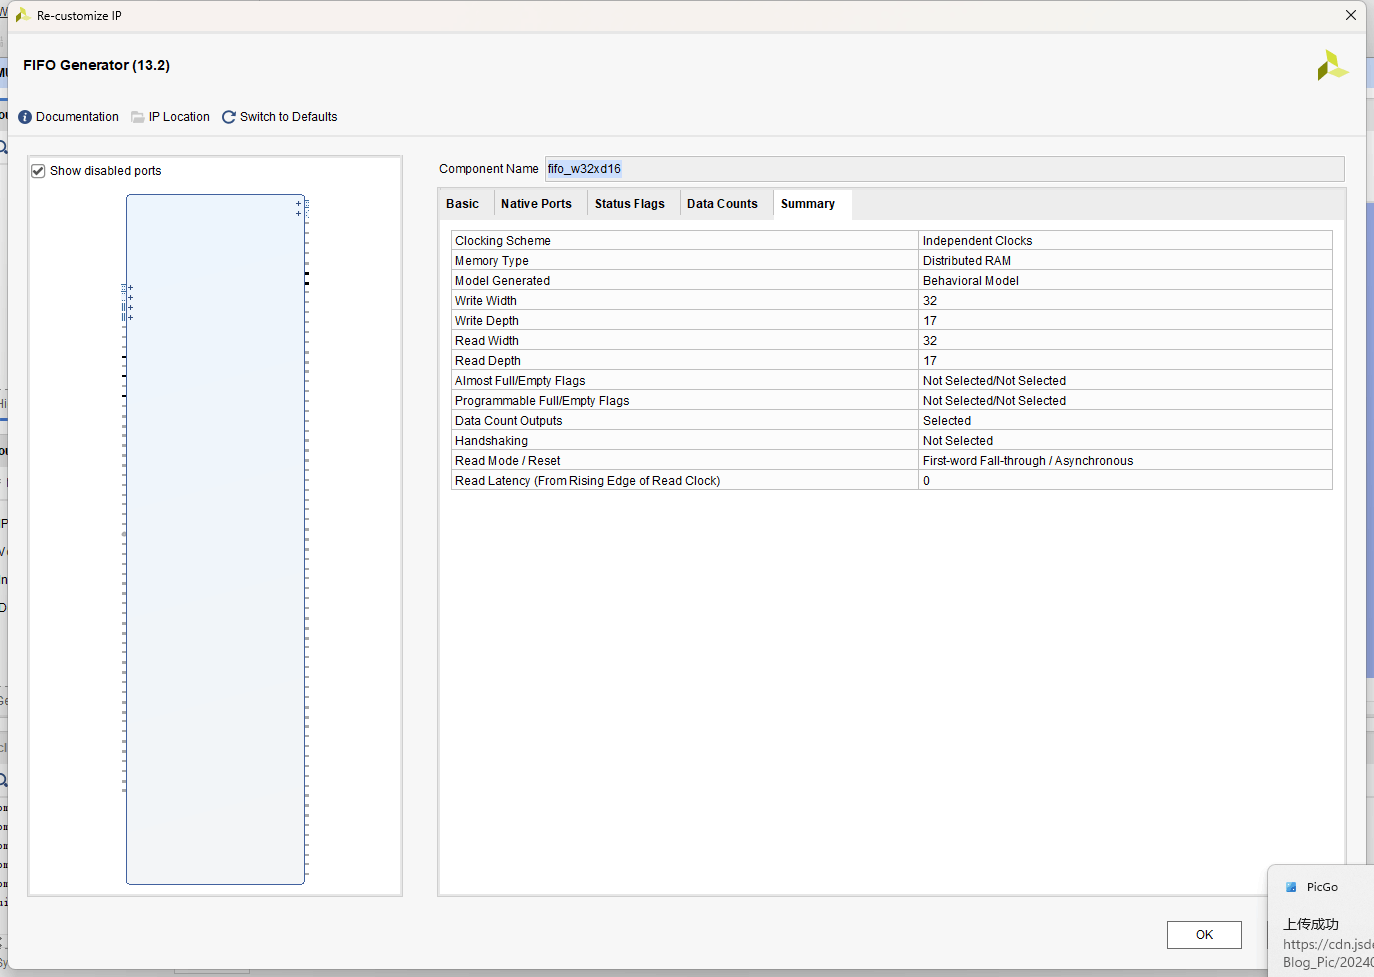 Re-customize IP
FIFO Generator (13.2)
Documentation IP Location Switch to Defaults
Show disabled ports
Component Name fifo_w32xd16
Basic Native Ports Status Flags Data Counts Summary
Clocking Scheme Independent Clocks
Memory Type Distributed RAM
Model Generated Behavioral Model
Write Width 32
Write Depth 17
Read Width 32
Read Depth 17
Almost Full/Empty Flags Not Selected/Not Selected
Programmable Full/Empty Flags Not Selected/Not Selected
Data Count Outputs Selected
Handshaking Not Selected
Read Mode / Reset First-word Fall-through / Asynchronous
Read Latency (From Rising Edge of Read Clock) 0
OK
PicGo
上传成功
https://cdn.jsde
Blog_Pic/20240